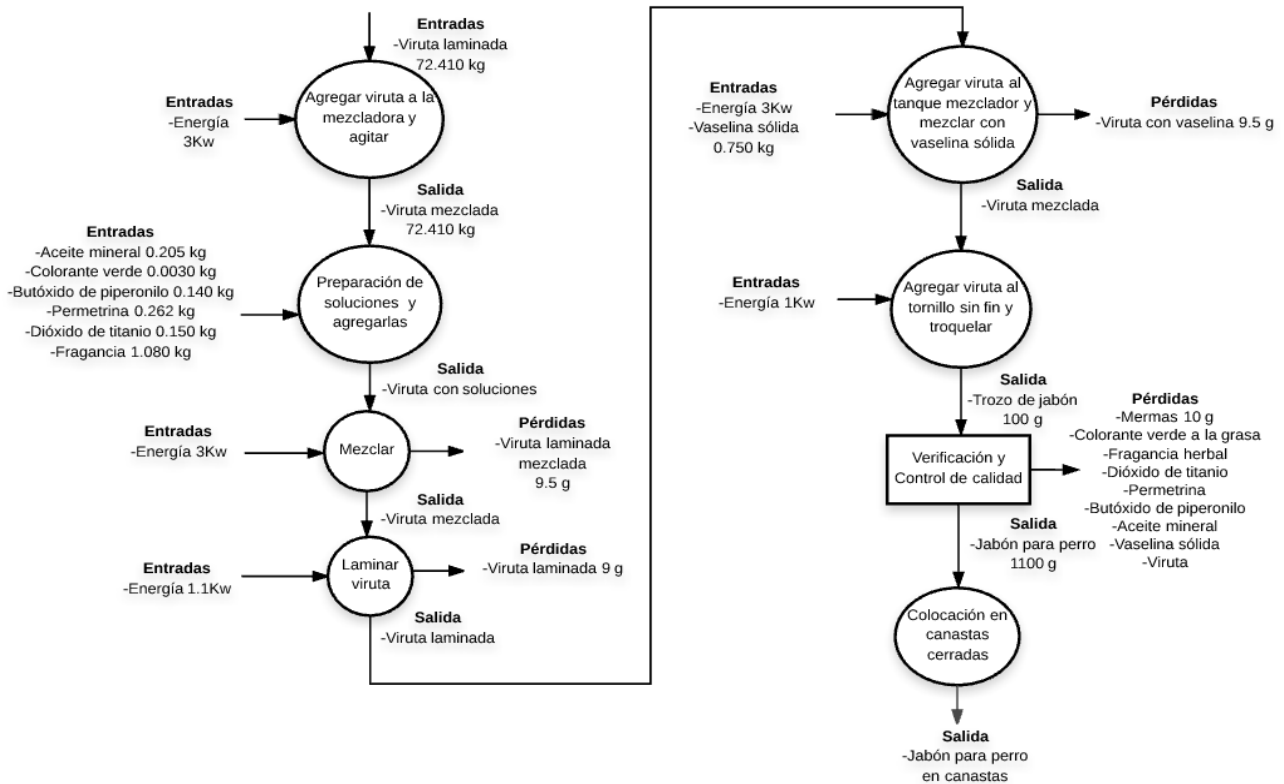 Entradas
-Viruta laminada
72.410 kg
Agregar viruta a la
mezcladora y
agitar
Entradas
-Energía
3Kw
Salida
-Viruta mezclada
72.410 kg
Entradas
-Aceite mineral 0.205 kg
-Colorante verde 0.0030 kg
-Butóxido de piperonilo 0.140 kg
-Permetrina 0.262 kg
-Dióxido de titanio 0.150 kg
-Fragancia 1.080 kg
Preparación de
soluciones y
agregarlas
Salida
-Viruta con soluciones
Entradas
-Energía 3Kw
Mezclar
Pérdidas
-Viruta laminada
mezclada
9.5 g
Salida
-Viruta mezclada
Entradas
-Energía 1.1Kw
Laminar
viruta
Pérdidas
-Viruta laminada 9 g
Salida
-Viruta laminada
Entradas
-Energía 3Kw
-Vaselina sólida
0.750 kg
Agregar viruta al
tanque mezclador y
mezclar con
vaselina sólida
Pérdidas
-Viruta con vaselina 9.5 g
Salida
-Viruta mezclada
Entradas
-Energía 1Kw
Agregar viruta al
tornillo sin fin y
troquelar
Salida
-Trozo de jabón
100 g
Verificación y
Control de calidad
Pérdidas
-Mermas 10 g
-Colorante verde a la grasa
-Fragancia herbal
-Dióxido de titanio
-Permetrina
-Butóxido de piperonilo
-Aceite mineral
-Vaselina sólida
-Viruta
Salida
-Jabón para perro
1100 g
Colocación en
canastas
cerradas
Salida
-Jabón para perro
en canastas